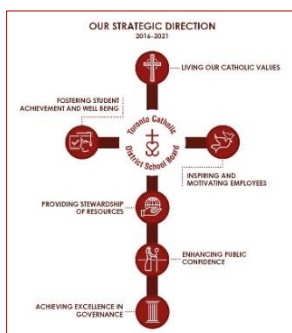 OUR STRATEGIC DIRECTION
2016-2021
LIVING OUR CATHOLIC VALUES
FOSTERING STUDENT
ACHIEVEMENT AND WELL BEING
Toronto Catholic
District School Board
INSPIRING AND
MOTIVATING EMPLOYEES
PROVIDING STEWARDSHIP
OF RESOURCES
ENHANCING PUBLIC
CONFIDENCE
ACHIEVING EXCELLENCE IN
GOVERNANCE